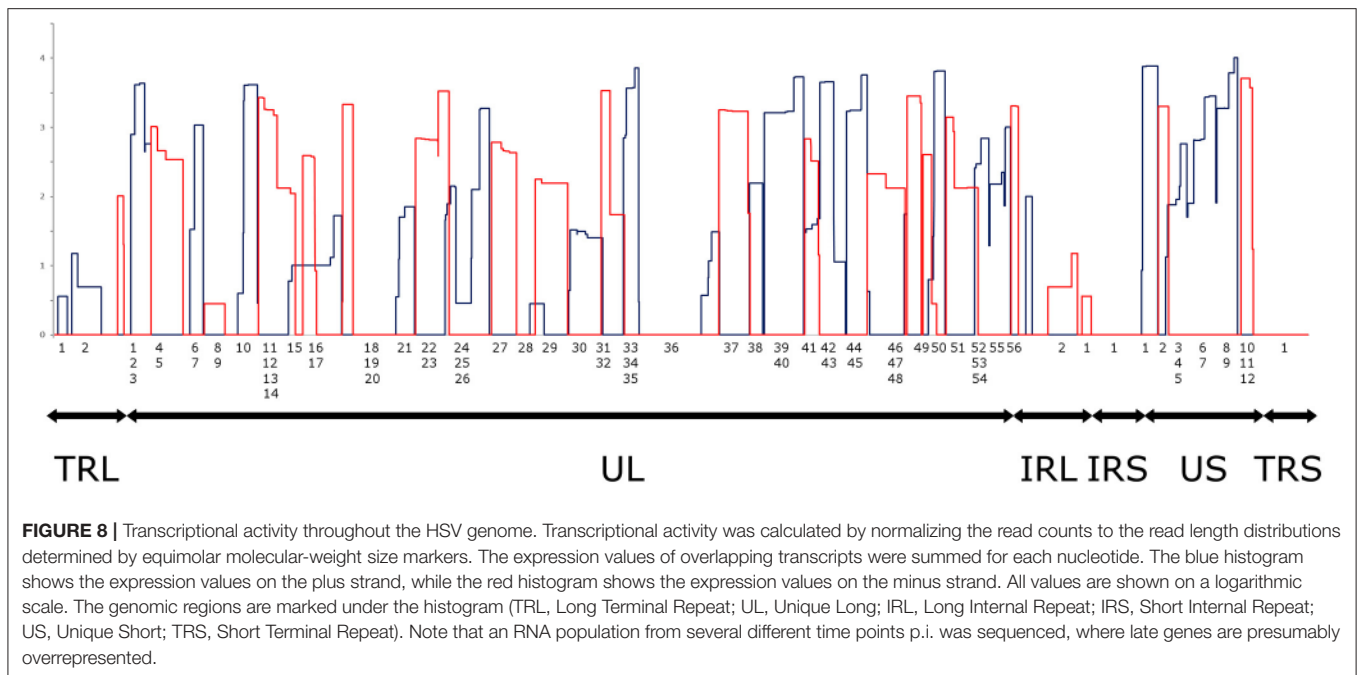 4
3
2
1
0
1 2 1 4 6 8 10 11 15 16 18 21 22 24 27 28 29 30 31 33 36 37 38 39 41 42 44 46 49 50 51 52 55 56 2 1 1 1 2 3 6 8 10 1
2 5 7 9 12 17 19 23 25 32 34 40 43 45 47 53 4 7 9 11
3 13 20 26 35 48 54 5 12
14
TRL UL IRL IRS US TRS
FIGURE 8 | Transcriptional activity throughout the HSV genome. Transcriptional activity was calculated by normalizing the read counts to the read length distributions
determined by equimolar molecular-weight size markers. The expression values of overlapping transcripts were summed for each nucleotide. The blue histogram
shows the expression values on the plus strand, while the red histogram shows the expression values on the minus strand. All values are shown on a logarithmic
scale. The genomic regions are marked under the histogram (TRL, Long Terminal Repeat; UL, Unique Long; IRL, Long Internal Repeat; IRS, Short Internal Repeat;
US, Unique Short; TRS, Short Terminal Repeat). Note that an RNA population from several different time points p.i. was sequenced, where late genes are presumably
overrepresented.